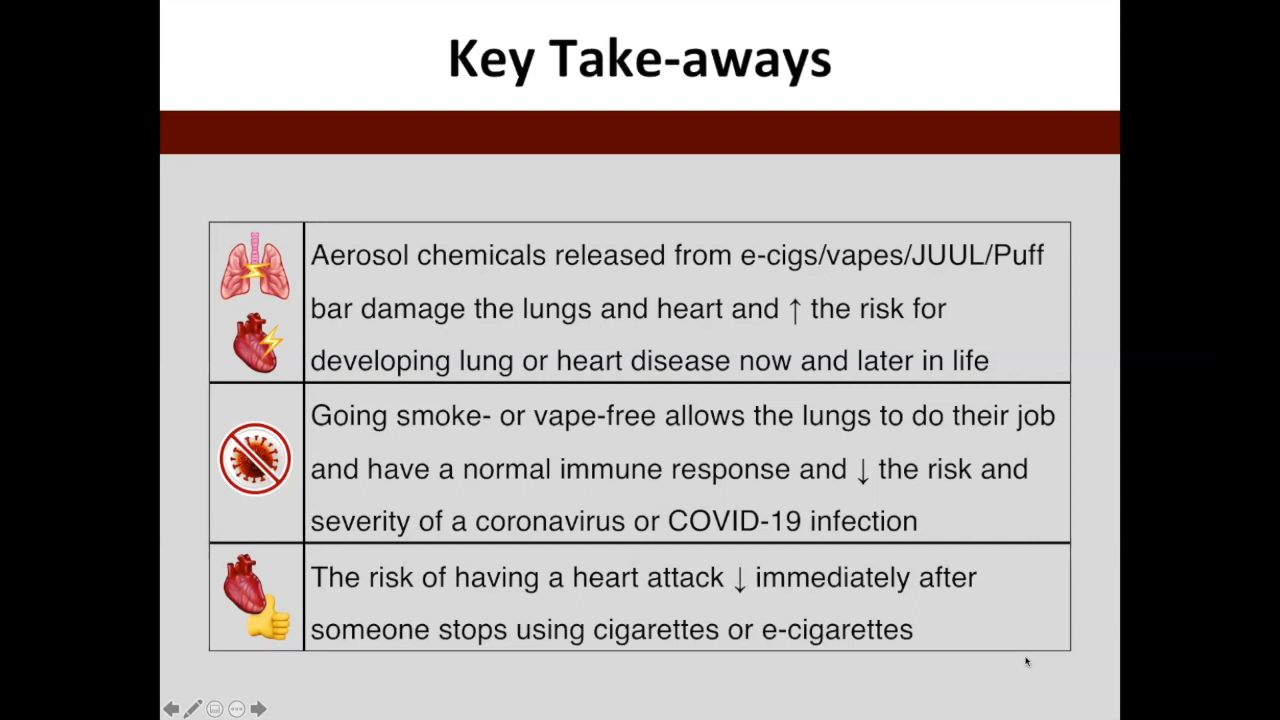 Key Take-aways
Aerosol chemicals released from e-cigs/vapes/JUUL/Puff
bar damage the lungs and heart and ↑ the risk for
developing lung or heart disease now and later in life
Going smoke- or vape-free allows the lungs to do their job
and have a normal immune response and ↓ the risk and
severity of a coronavirus or COVID-19 infection
The risk of having a heart attack ↓ immediately after
someone stops using cigarettes or e-cigarettes